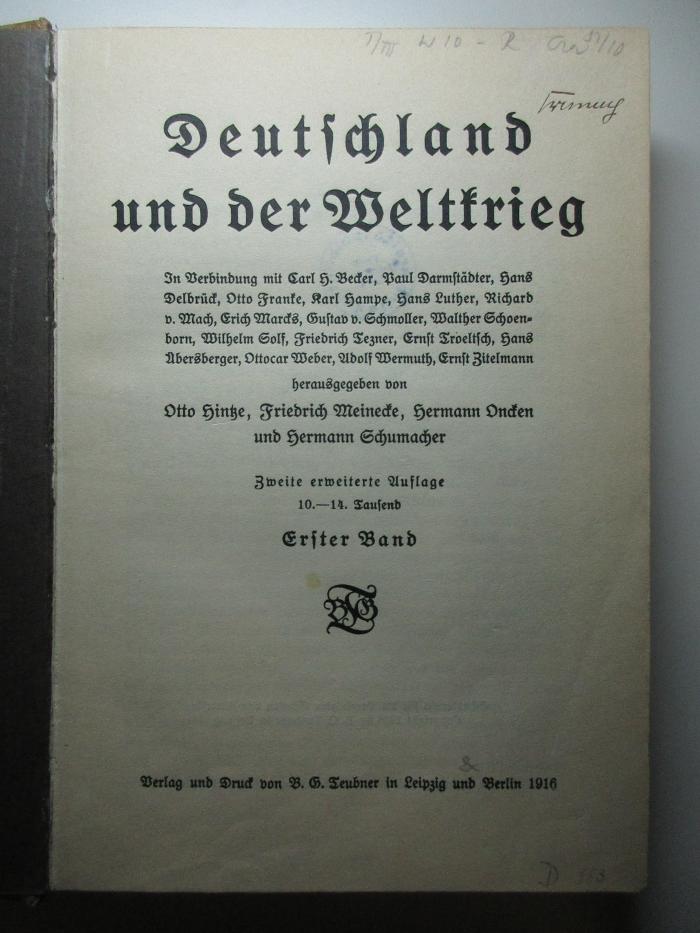 Deutschland
und der Weltkrieg
In Verbindung mit Carl H. Becker, Paul Darmstädter, Hans
Delbrück, Otto Franke, Karl Hampe, Hans Luther, Richard
v. Mach, Erich Marcks, Gustav v. Schmoller, Walther Schoen-
born, Wilhelm Solf, Friedrich Tezner, Ernst Troeltsch, Hans
Übersberger, Ottocar Weber, Adolf Wermuth, Ernst Zitelmann
herausgegeben von
Otto Hintze, Friedrich Meinecke, Hermann Oncken
und Hermann Schumacher
Zweite erweiterte Auflage
10.—14. Tausend
Erster Band
BGT
Verlag und Druck von B. G. Teubner in Leipzig und Berlin 1916